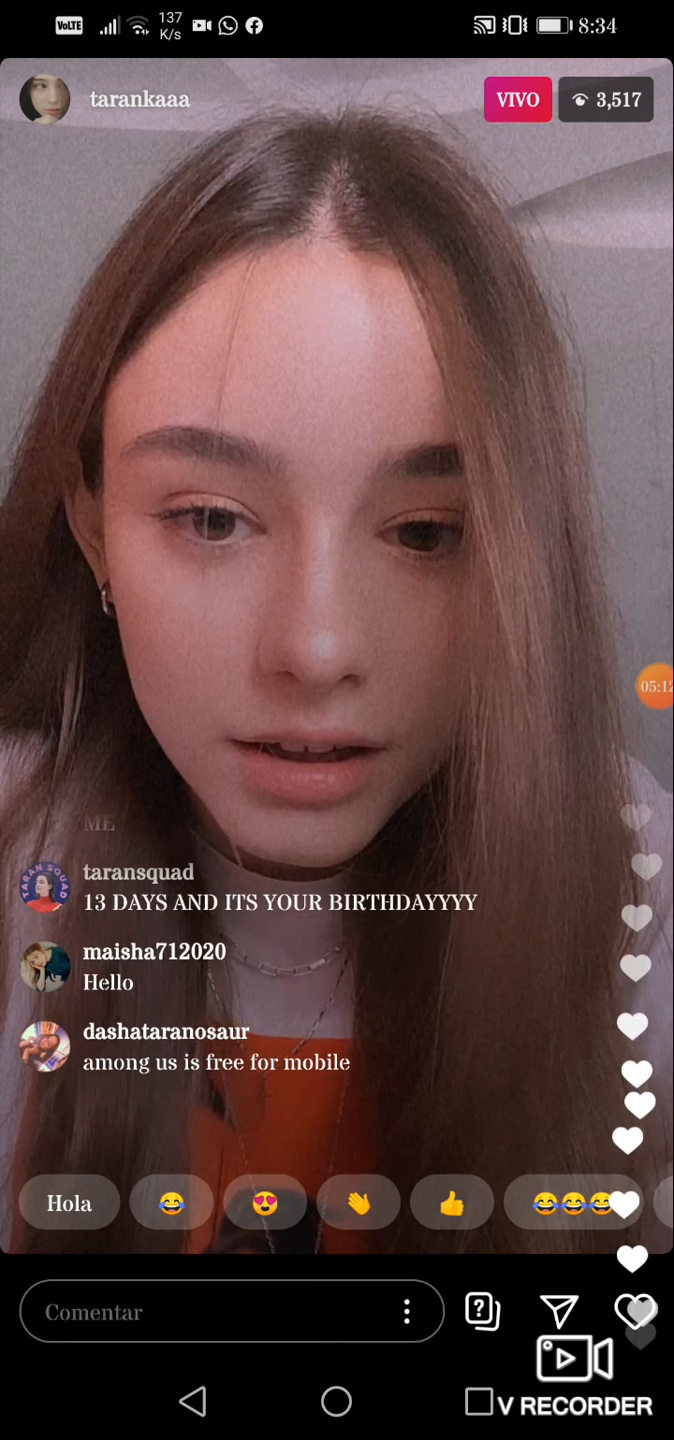 VoLTE
137
K/s
8:34
tarankaaa
VIVO
3,517
05:12
ME
taransquad
13 DAYS AND ITS YOUR BIRTHDAYYYY
maisha712020
Hello
dashataranosaur
among us is free for mobile
Hola
Comentar
V RECORDER